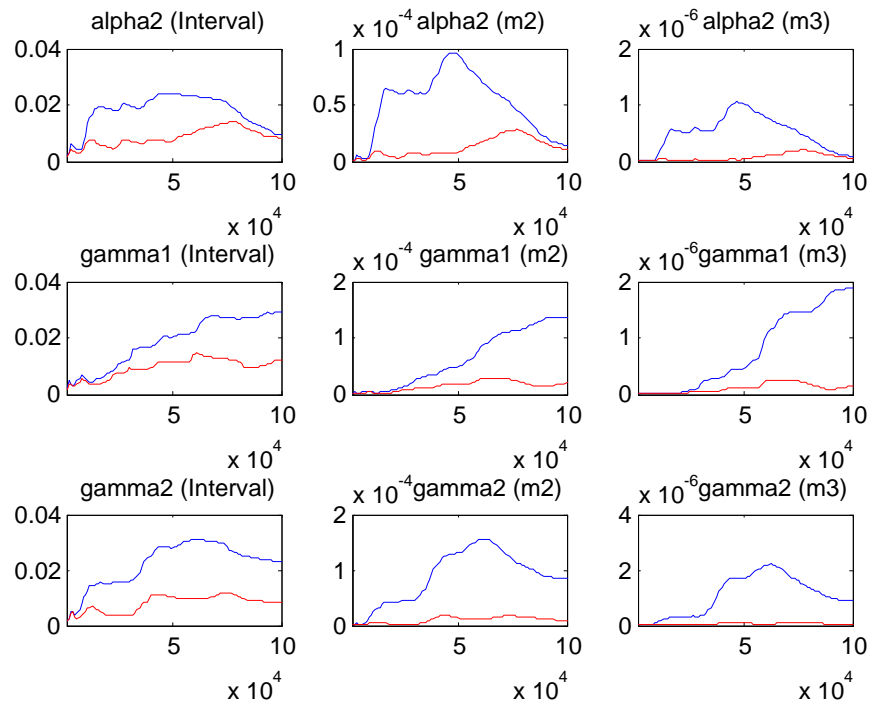 alpha2 (Interval)
0.04
0.02
0
5
10
x 10^4
x 10^-4 alpha2 (m2)
1
0.5
0
5
10
x 10^4
x 10^-6 alpha2 (m3)
2
1
0
5
10
x 10^4
gamma1 (Interval)
0.04
0.02
0
5
10
x 10^4
x 10^-4 gamma1 (m2)
2
1
0
5
10
x 10^4
x 10^-6 gamma1 (m3)
2
1
0
5
10
x 10^4
gamma2 (Interval)
0.04
0.02
0
5
10
x 10^4
x 10^-4 gamma2 (m2)
2
1
0
5
10
x 10^4
x 10^-6 gamma2 (m3)
4
2
0
5
10
x 10^4